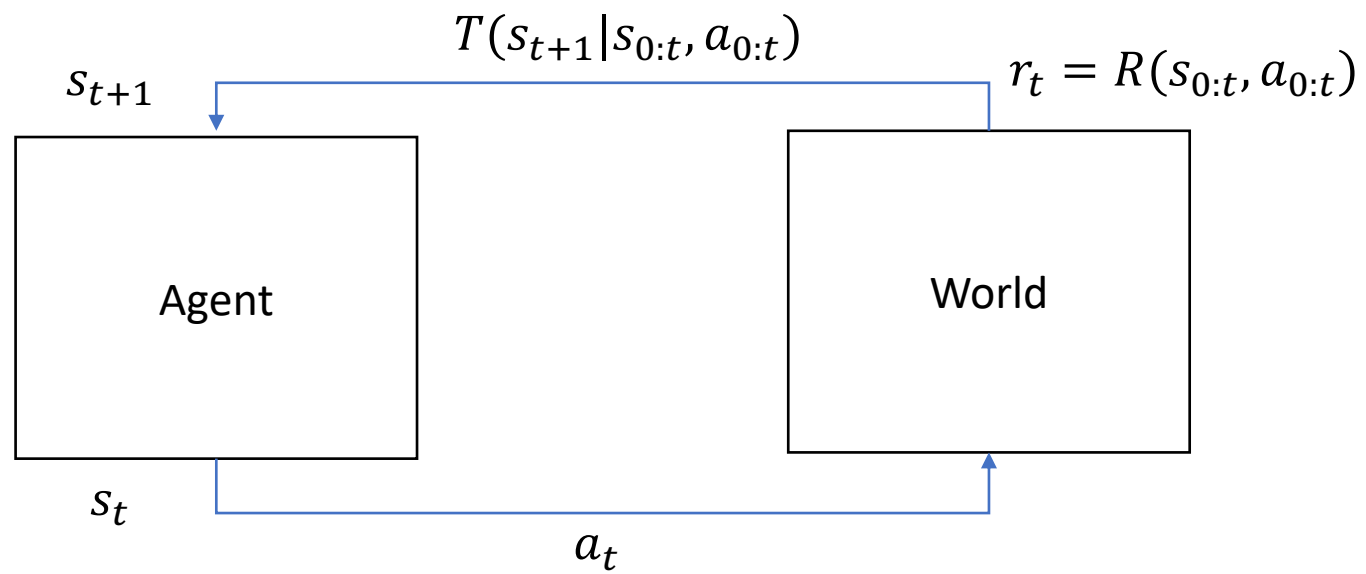 T(s_{t+1}|s_{0:t}, a_{0:t})
s_{t+1}
r_t = R(s_{0:t}, a_{0:t})
Agent
World
s_t
a_t